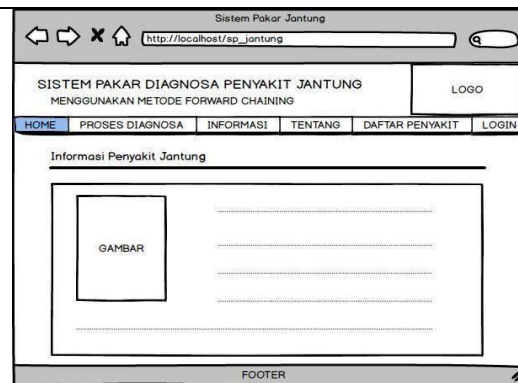 Sistem Pakar Jantung
http://localhost/sp_jantung
SISTEM PAKAR DIAGNOSA PENYAKIT JANTUNG
MENGGUNAKAN METODE FORWARD CHAINING
LOGO
HOME PROSES DIAGNOSA INFORMASI TENTANG DAFTAR PENYAKIT LOGIN
Informasi Penyakit Jantung
GAMBAR
FOOTER